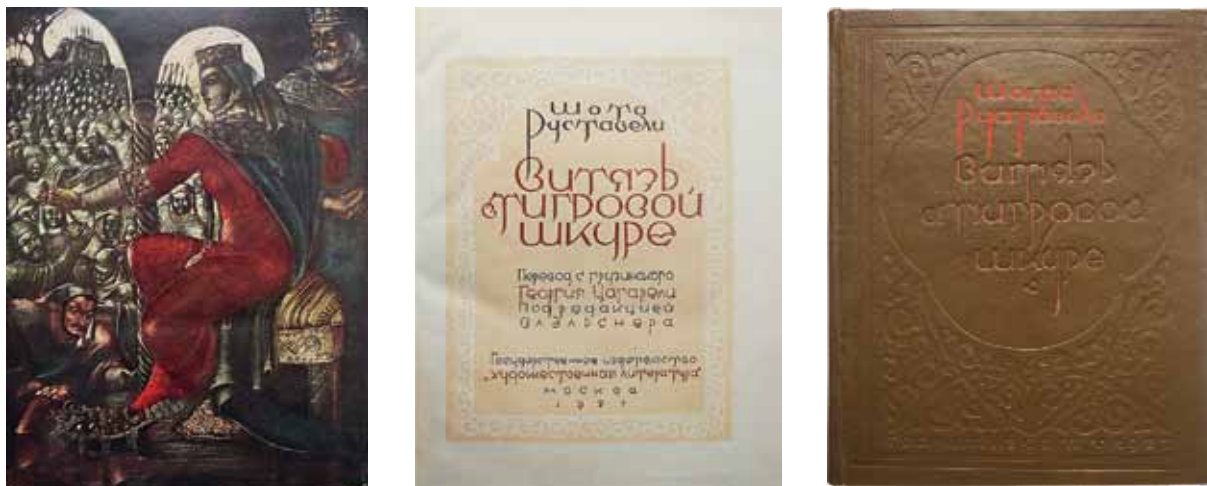 Шота
Руставели
Витязь
в тигровой
шкуре
Перевод с грузинского
Георгия Цагарели
Под редакцией
В. Эльснера
Государственное издательство
"Художественная литература"
Москва
1937
Шота
Руставели
Витязь
в тигровой
шкуре